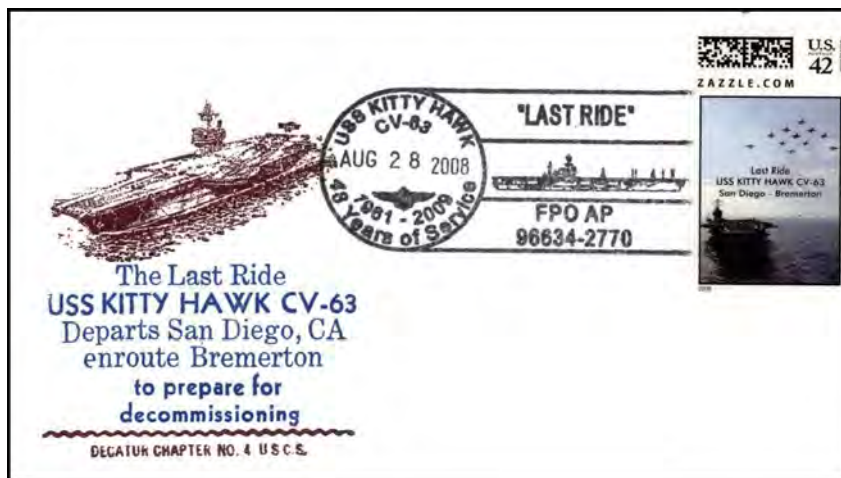 The Last Ride
USS KITTY HAWK CV-63
Departs San Diego, CA
enroute Bremerton
to prepare for
decommissioning
DECATUR CHAPTER NO. 4 U S C S.
USS KITTY HAWK
CV-63
AUG 28 2008
1961 - 2009
48 Years of Service
"LAST RIDE"
FPO AP
96634-2770
U.S.
42
ZAZZLE.COM
Last Ride
USS KITTY HAWK CV-63
San Diego - Bremerton